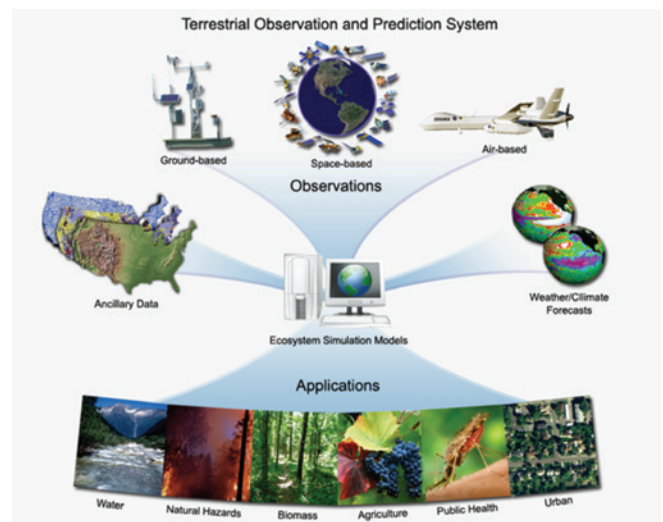 Terrestrial Observation and Prediction System
Ground-based
Space-based
Air-based
Observations
Ancillary Data
Weather/Cllimate
Forecasts
Ecosystem Simulation Models
Applications
Water
Natural Hazards
Biomass
Agriculture
Public Health
Urban